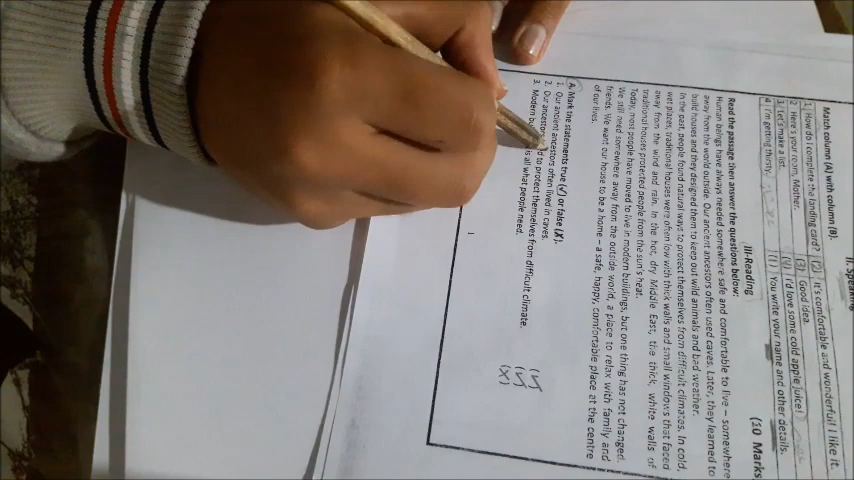 II. Speaking
Match column (A) with column (B).
1. How do I complete the landing card? (2) It's comfortable and wonderful! I like it.
2. Here's your room, Mother. (3) Good idea.
3. Let's make a list. (4) I'd love some cold apple juice!
4. I'm getting thirsty. (1) You write your name and other details.
III-Reading (10 Marks
Read the passage then answer the questions below:
Human beings have always needed somewhere safe and comfortable to live – somewhere
away from the world outside. Our ancient ancestors often used caves. Later, they learned to
build houses and they designed them to keep out wild animals and bad weather.
In the past, people found natural ways to protect themselves from difficult climates. In cold,
wet places, traditional houses were often low with thick walls and small windows that faced
away from the wind and rain. In the hot, dry Middle East, the thick, white walls of
traditional houses protected people from the sun's heat.
Today, most people have moved to live in modern buildings, but one thing has not changed.
We still need somewhere away from the outside world, a place to relax with family and
friends. We want our house to be a home – a safe, happy, comfortable place at the centre
of our lives.
A. Mark the statements true (✓) or false (X).
1. Our ancient ancestors often lived in caves.
2. Our ancestors to protect themselves from difficult climate.
3. Modern is all what people need.
1